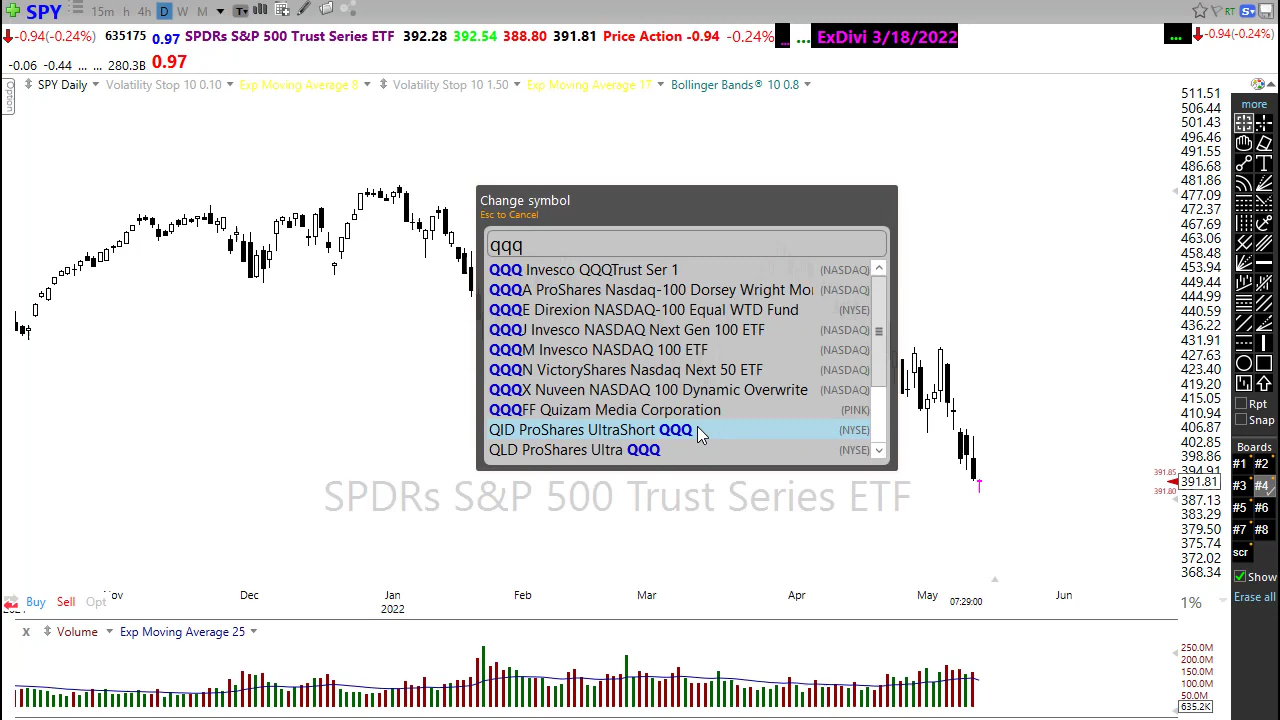 SPY 15m h 4h D W M T RT S
-0.94(-0.24%) 635175 0.97 SPDRs S&P 500 Trust Series ETF 392.28 392.54 388.80 391.81 Price Action -0.94 -0.24% ... ... ExDivi 3/18/2022 ... -0.94(-0.24%)
-0.06 -0.44 ... ... 280.3B 0.97
Option
SPY Daily Volatility Stop 10 0.10 Exp Moving Average 8 Volatility Stop 10 1.50 Exp Moving Average 17 Bollinger Bands® 10 0.8
511.51
506.44
501.43
496.46
491.55
486.68
481.86
477.09
472.37
467.69
463.06
458.48
453.94
449.44
444.99
440.59
436.22
431.91
427.63
423.40
419.20
415.05
410.94
406.87
402.85
398.86
394.91
391.85
391.81
391.80
387.13
383.29
379.50
375.74
372.02
368.34
Change symbol
Esc to Cancel
qqq
QQQ Invesco QQQTrust Ser 1 (NASDAQ)
QQQA ProShares Nasdaq-100 Dorsey Wright Mo (NASDAQ)
QQQE Direxion NASDAQ-100 Equal WTD Fund (NYSE)
QQQJ Invesco NASDAQ Next Gen 100 ETF (NASDAQ)
QQQM Invesco NASDAQ 100 ETF (NASDAQ)
QQQN VictoryShares Nasdaq Next 50 ETF (NASDAQ)
QQQX Nuveen NASDAQ 100 Dynamic Overwrite (NASDAQ)
QQQFF Quizam Media Corporation (PINK)
QID ProShares UltraShort QQQ (NYSE)
QLD ProShares Ultra QQQ (NYSE)
SPDRs S&P 500 Trust Series ETF
more
Rpt
Snap
Boards
#1 #2
#3 #4
#5 #6
#7 #8
scr
Show
Erase all
Nov Dec Jan Feb Mar Apr May Jun
2022 07:29:00
Buy Sell Opt 1%
x Volume Exp Moving Average 25
250.0M
200.0M
150.0M
100.0M
50.0M
635.2K